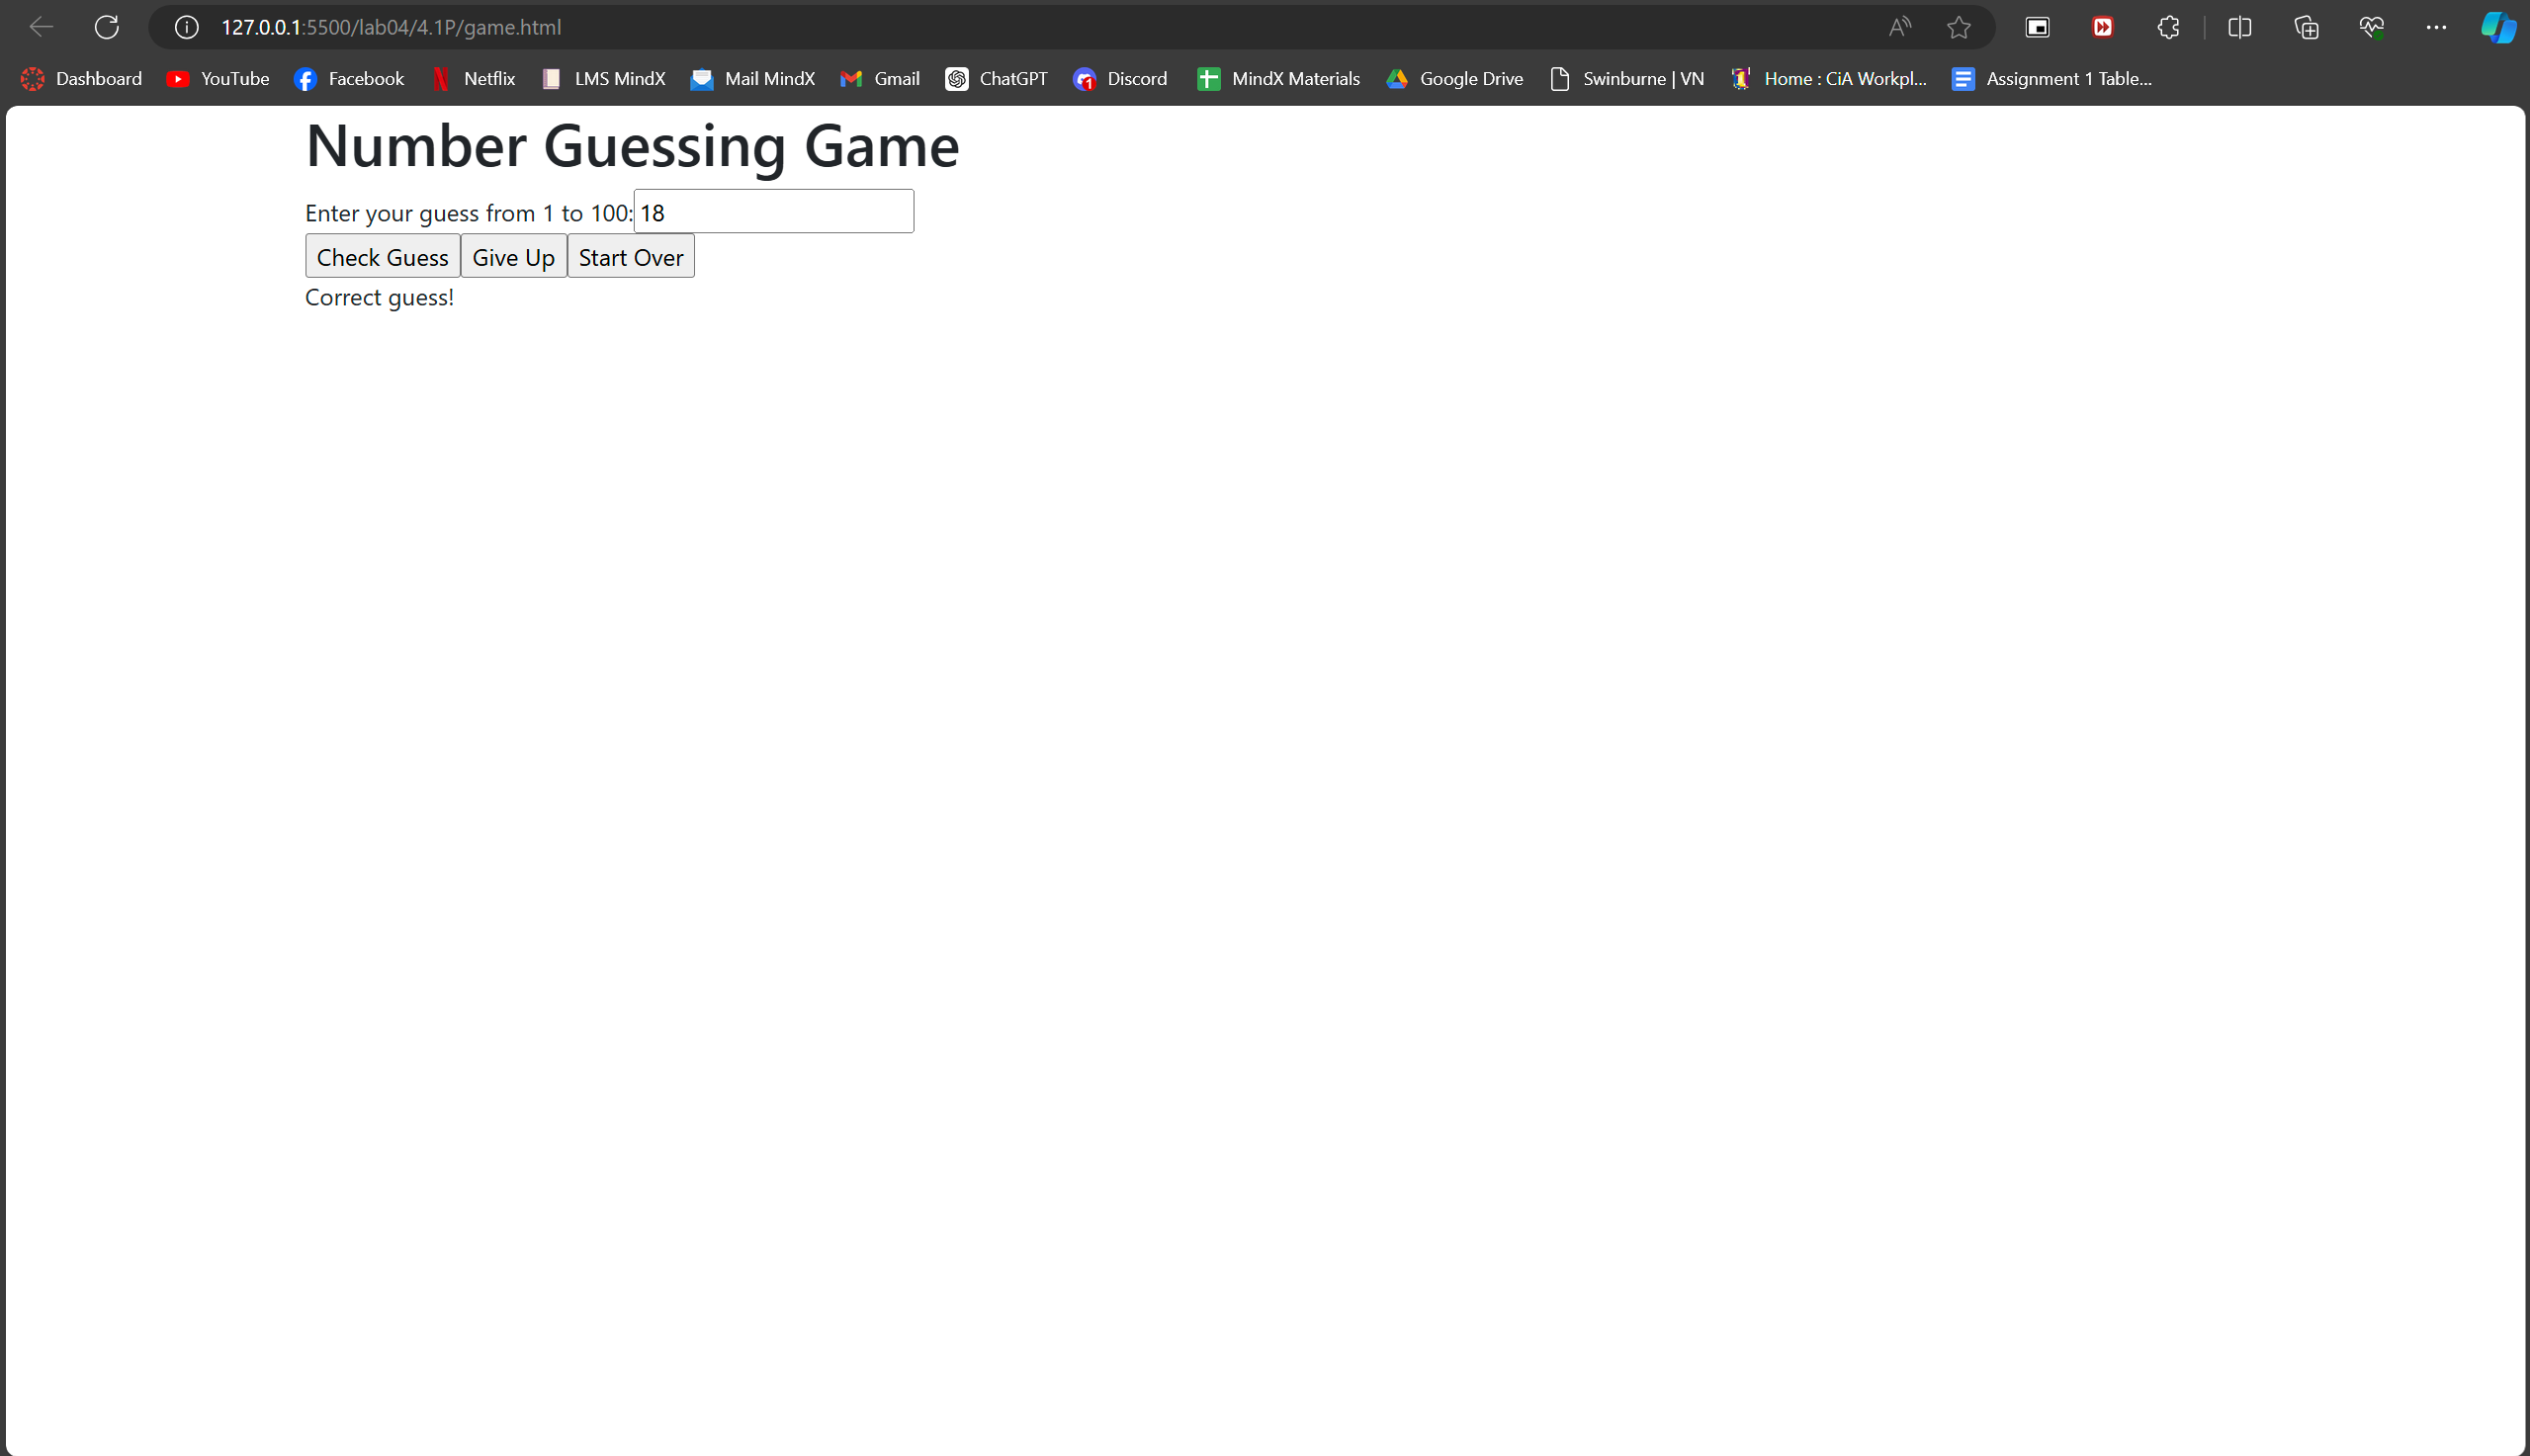 127.0.0.1:5500/lab04/4.1P/game.html
Dashboard YouTube Facebook Netflix LMS MindX Mail MindX Gmail ChatGPT Discord MindX Materials Google Drive Swinburne | VN Home : CiA Workpl... Assignment 1 Table...
Number Guessing Game
Enter your guess from 1 to 100: 18
Check Guess Give Up Start Over
Correct guess!